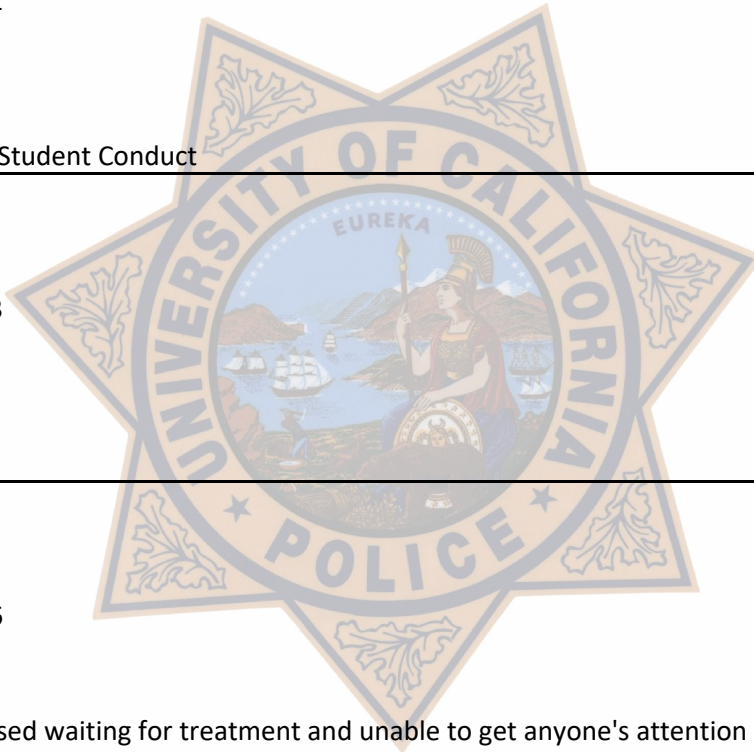 Student Conduct
UNIVERSITY OF CALIFORNIA
EUREKA
POLICE
sed waiting for treatment and unable to get anyone's attention